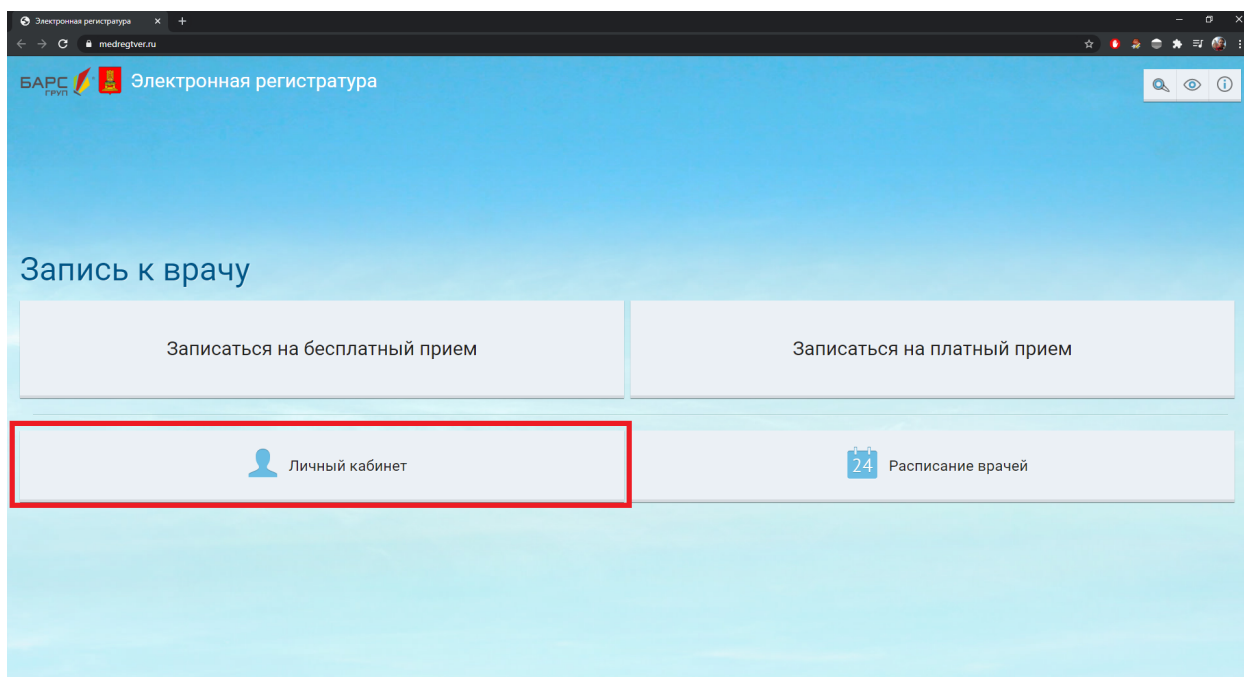 Электронная регистратура
medregtver.ru
БАРС
ГРУП
Электронная регистратура
Запись к врачу
Записаться на бесплатный прием
Записаться на платный прием
Личный кабинет
24 Расписание врачей